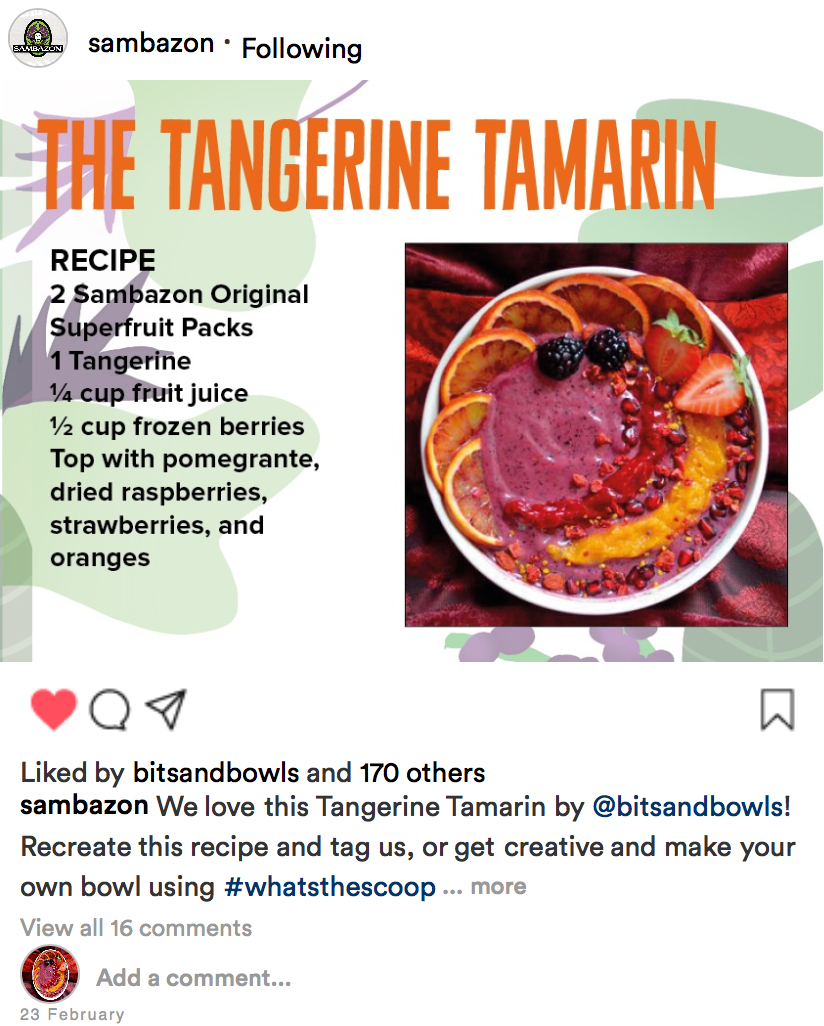 SAMBAZON
sambazon · Following
THE TANGERINE TAMARIN
RECIPE
2 Sambazon Original
Superfruit Packs
1 Tangerine
¼ cup fruit juice
½ cup frozen berries
Top with pomegrante,
dried raspberries,
strawberries, and
oranges
Liked by bitsandbowls and 170 others
sambazon We love this Tangerine Tamarin by @bitsandbowls!
Recreate this recipe and tag us, or get creative and make your
own bowl using #whatsthescoop ... more
View all 16 comments
Add a comment...
23 February